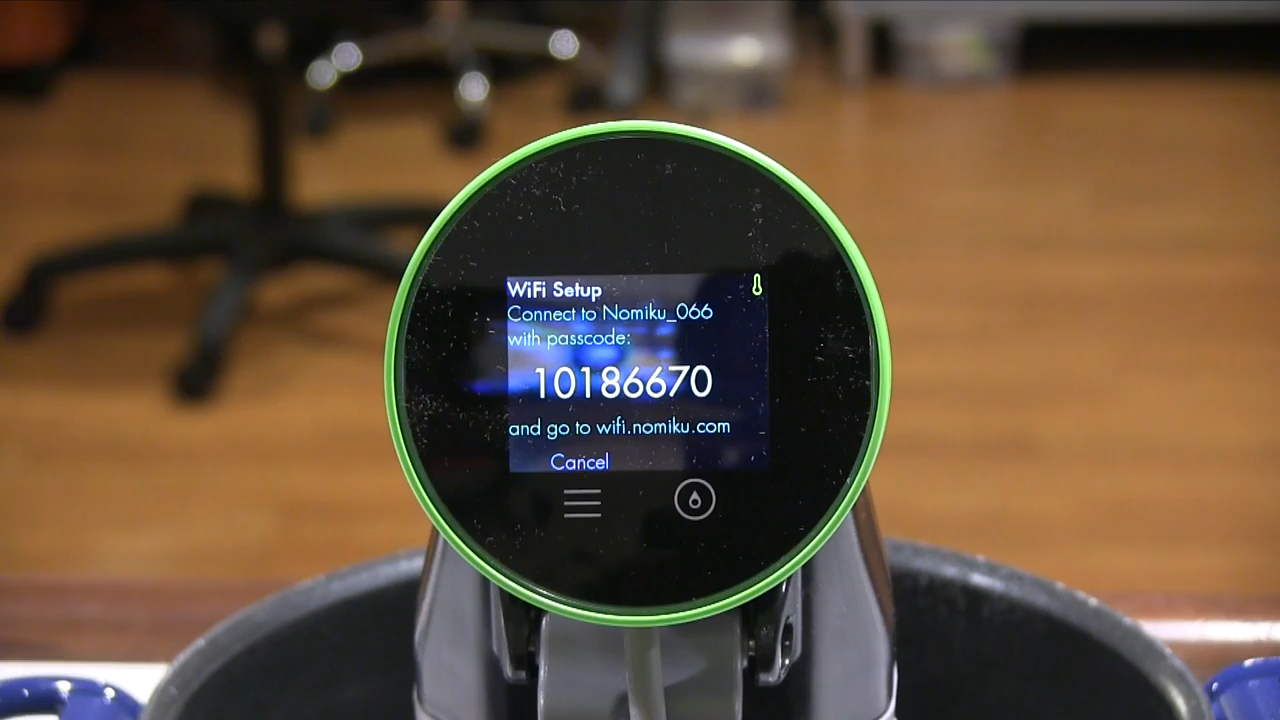 WiFi Setup
Connect to Nomiku_066
with passcode:
10186670
and go to wifi.nomiku.com
Cancel